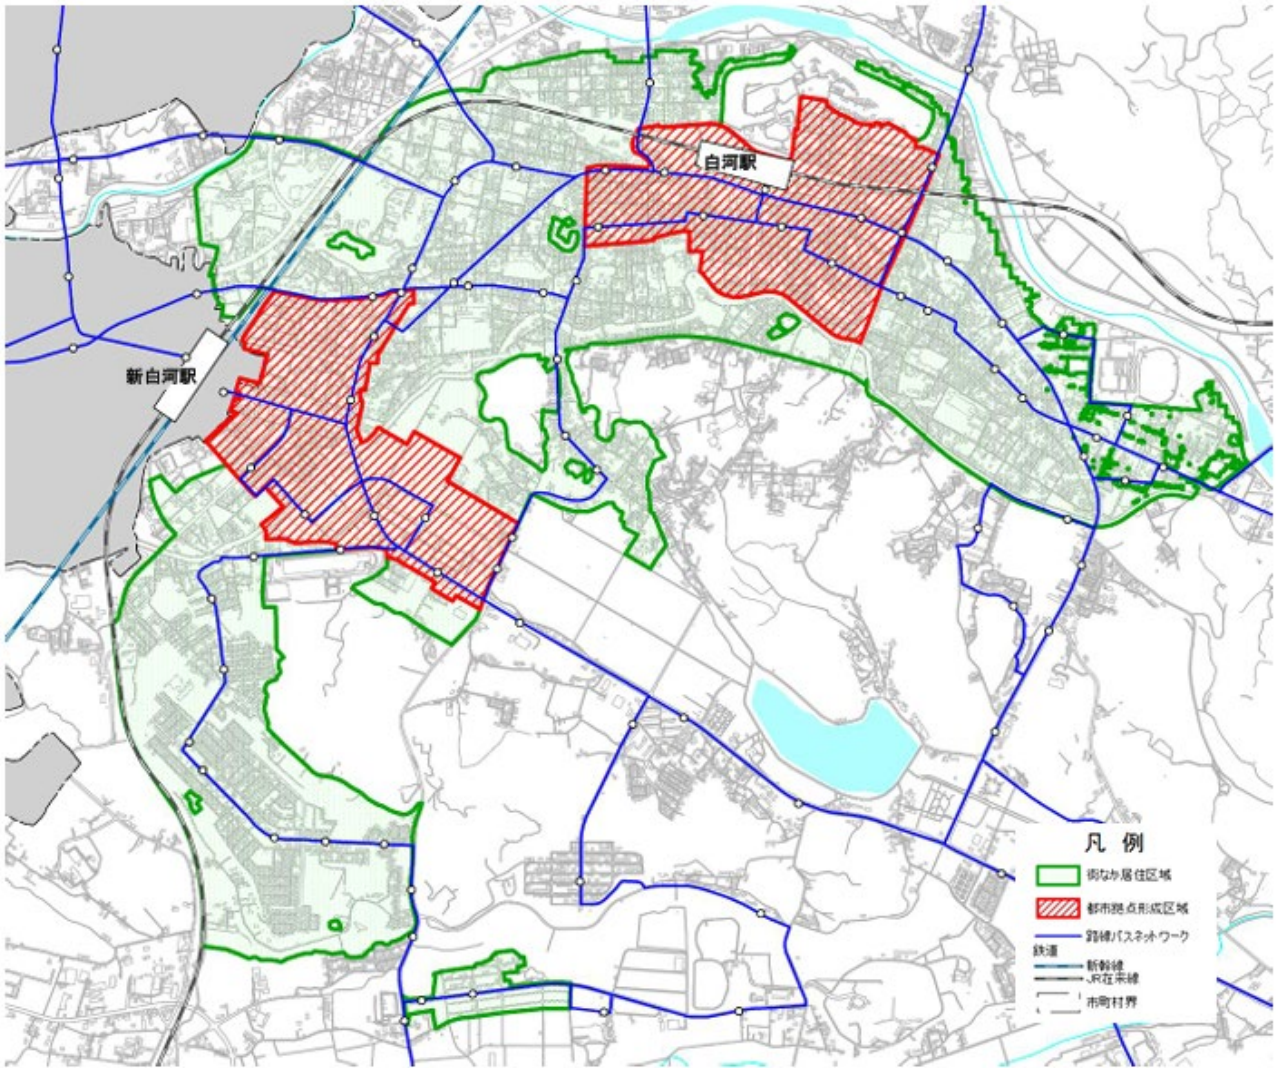 白河駅
新白河駅
凡 例
街なか居住区域
都市拠点形成区域
路線バスネットワーク
鉄道
新幹線
JR在来線
市町村界